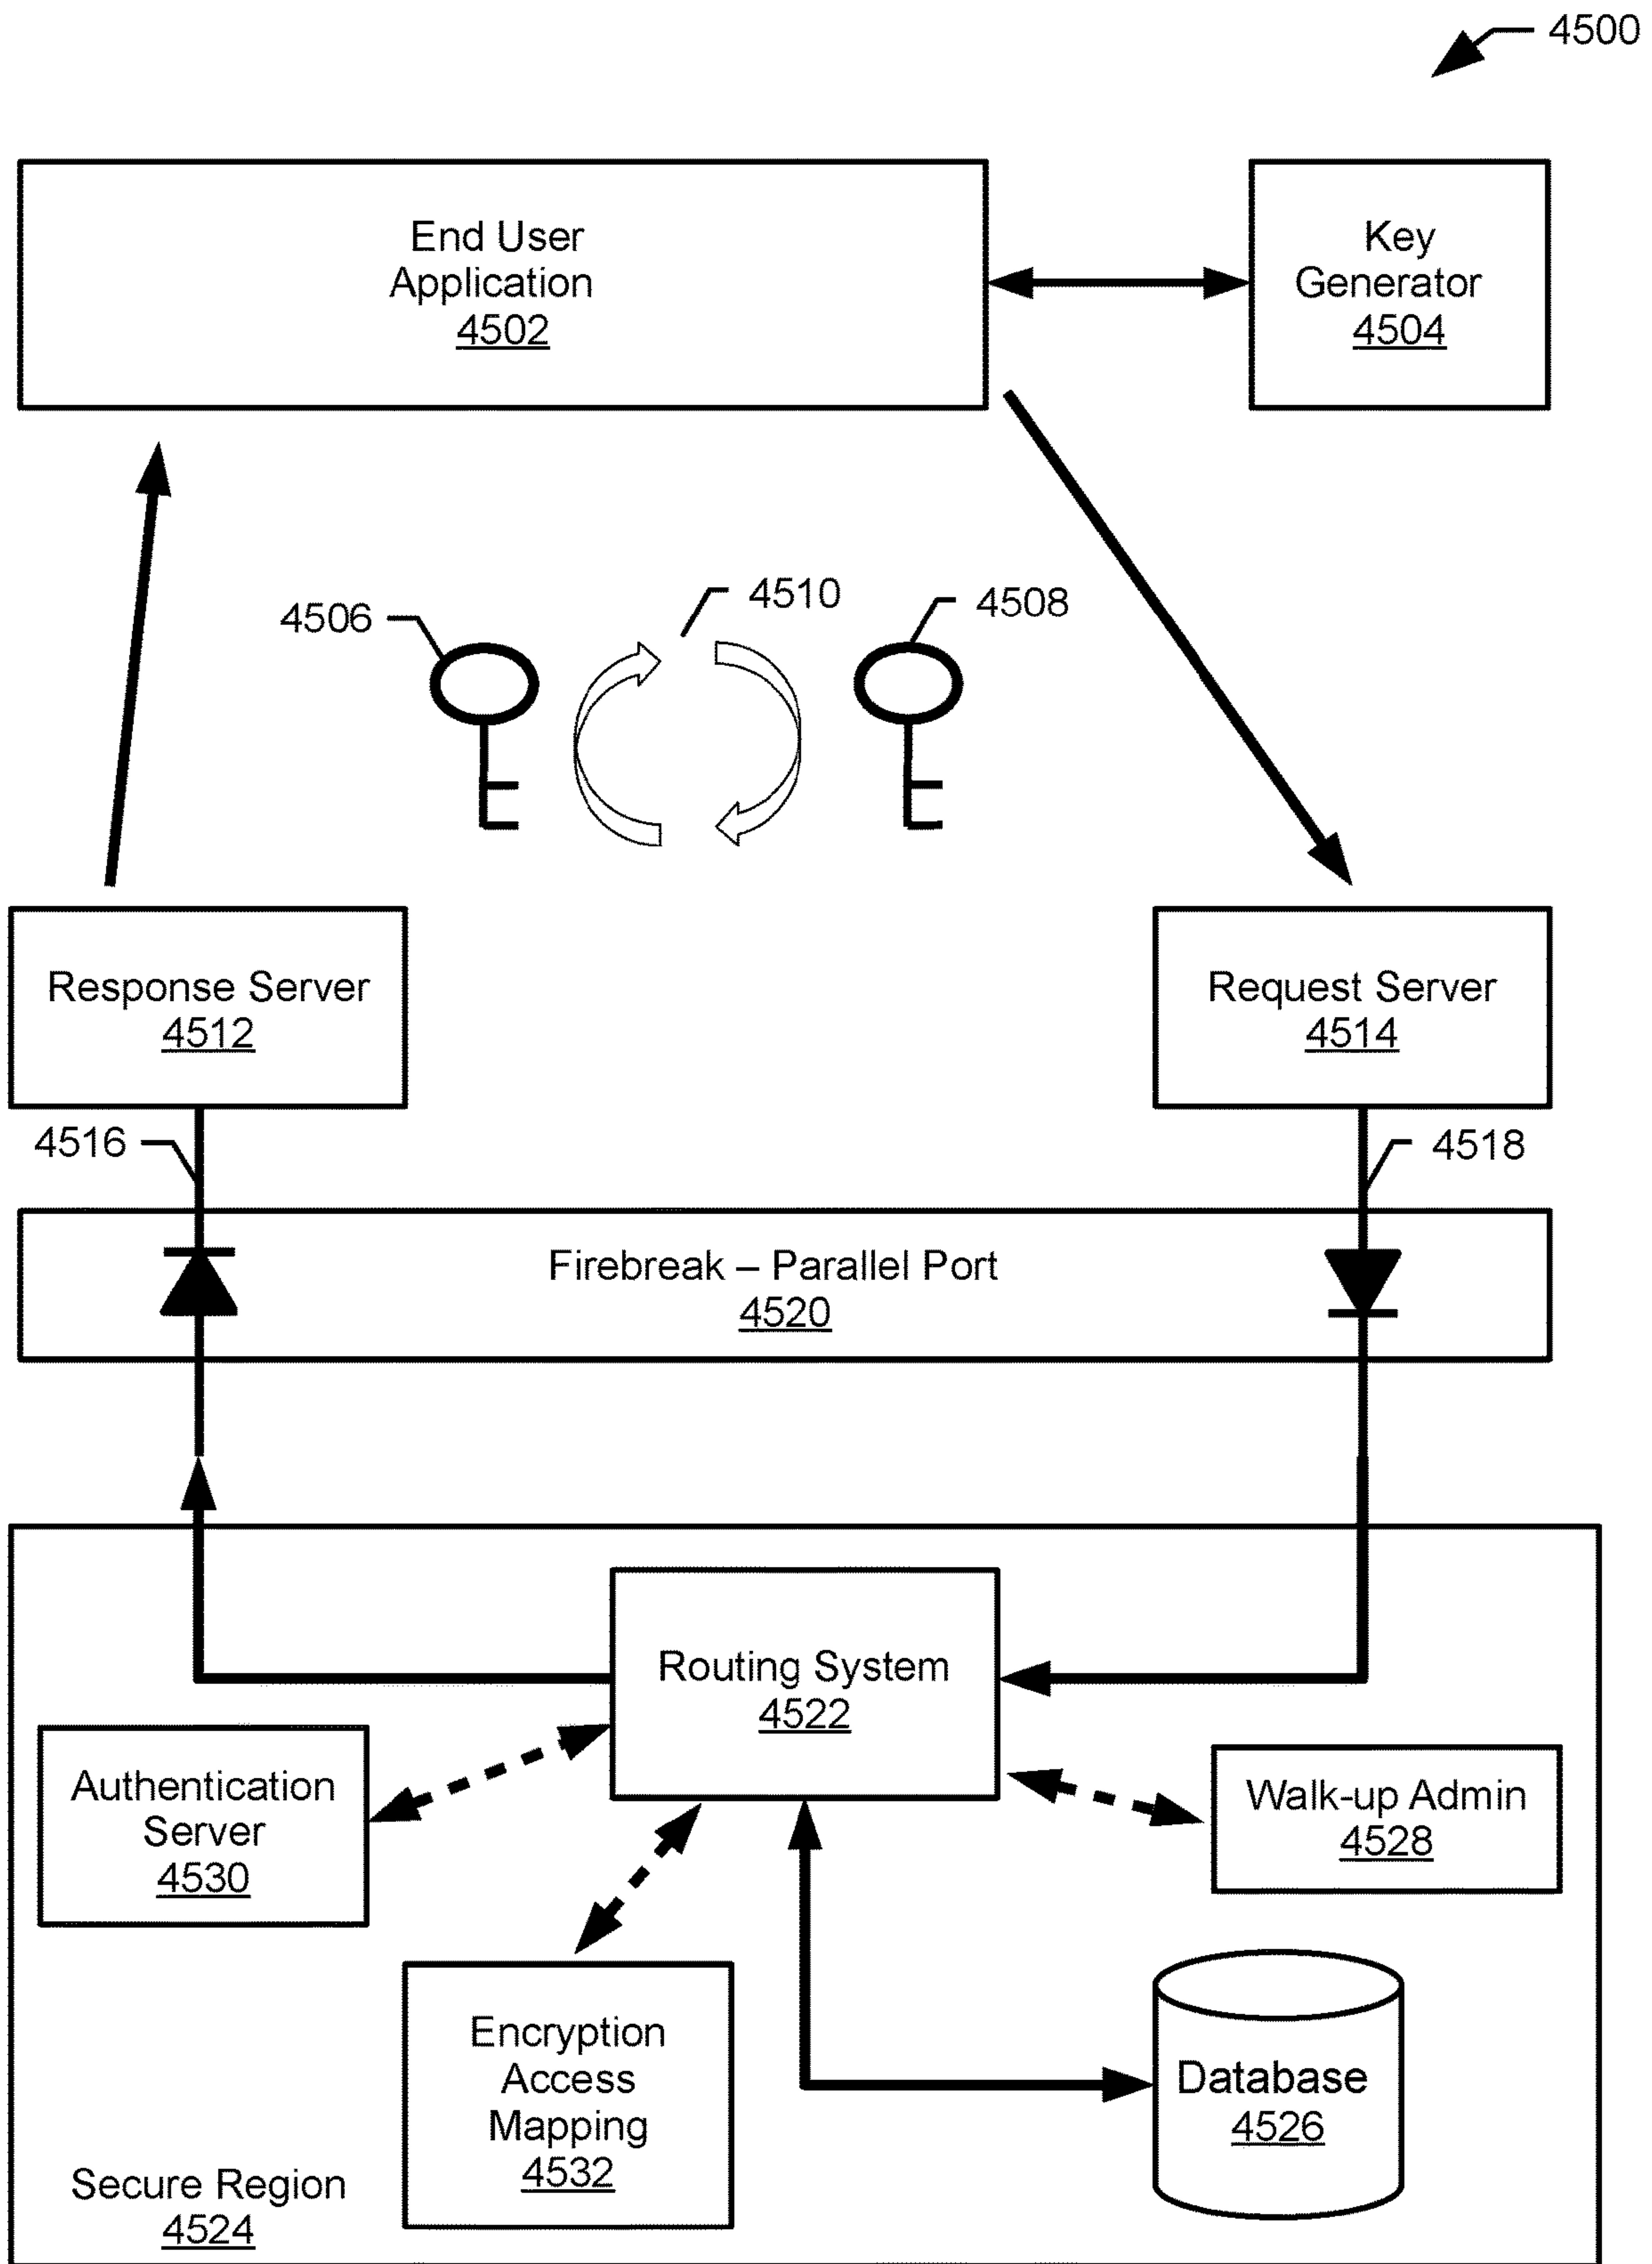 4500
End User
Application
4502
Key
Generator
4504
4506
4510
4508
Response Server
4512
Request Server
4514
4516
4518
Firebreak – Parallel Port
4520
Routing System
4522
Authentication
Server
4530
Walk-up Admin
4528
Encryption
Access
Mapping
4532
Database
4526
Secure Region
4524